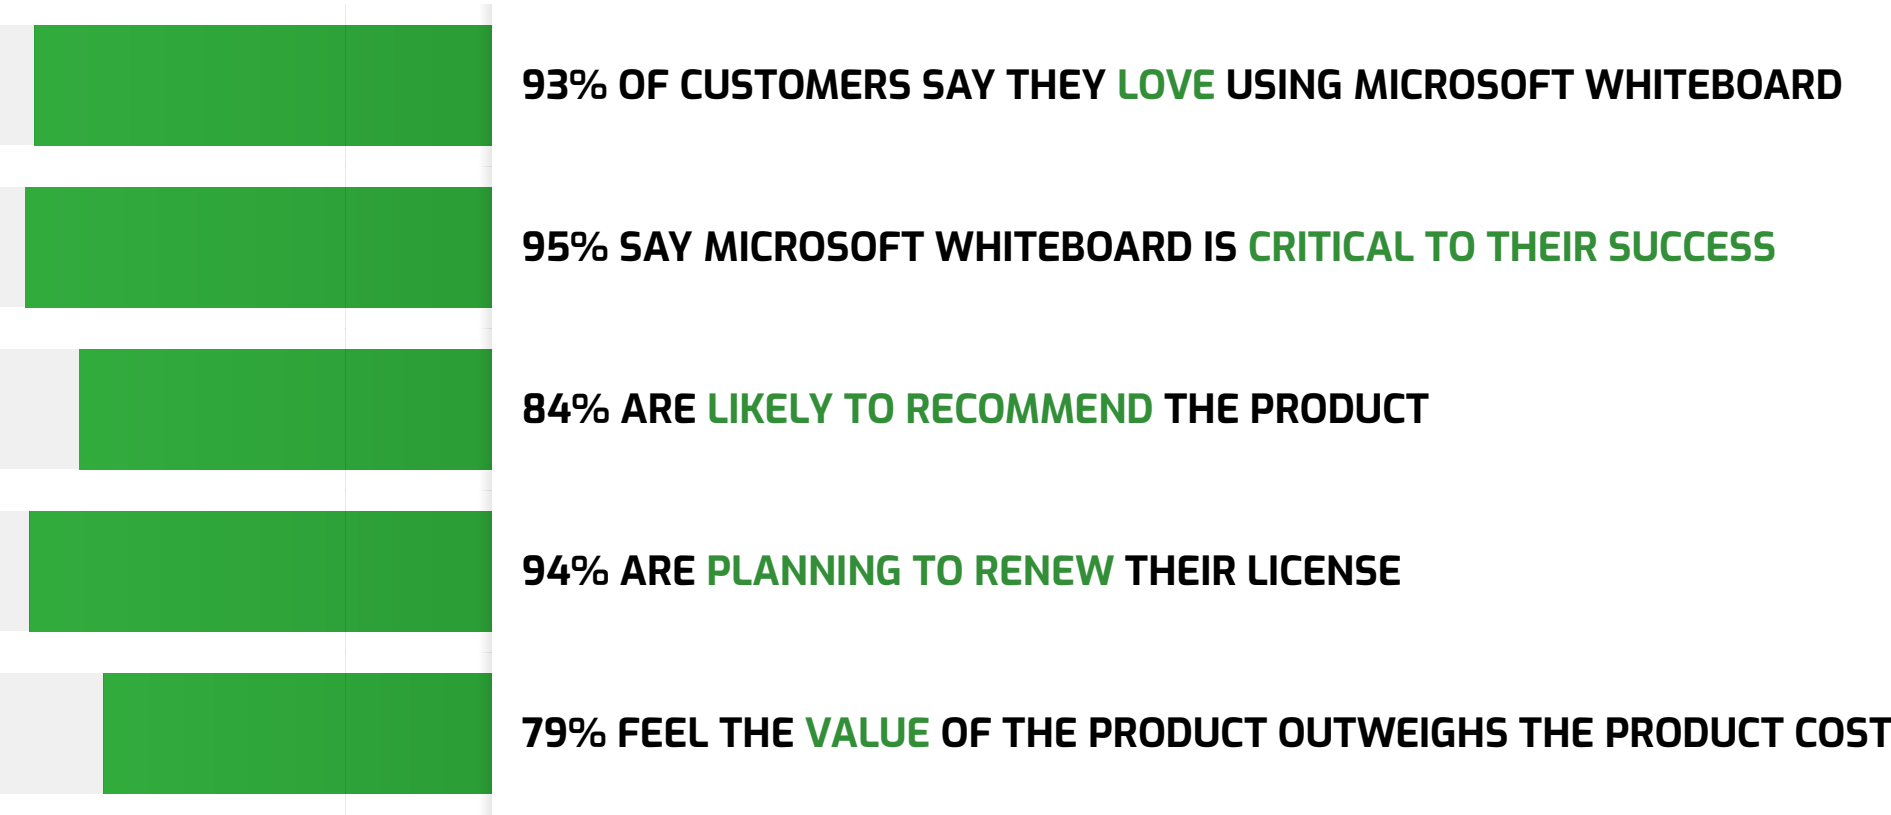 93% OF CUSTOMERS SAY THEY LOVE USING MICROSOFT WHITEBOARD
95% SAY MICROSOFT WHITEBOARD IS CRITICAL TO THEIR SUCCESS
84% ARE LIKELY TO RECOMMEND THE PRODUCT
94% ARE PLANNING TO RENEW THEIR LICENSE
79% FEEL THE VALUE OF THE PRODUCT OUTWEIGHS THE PRODUCT COST